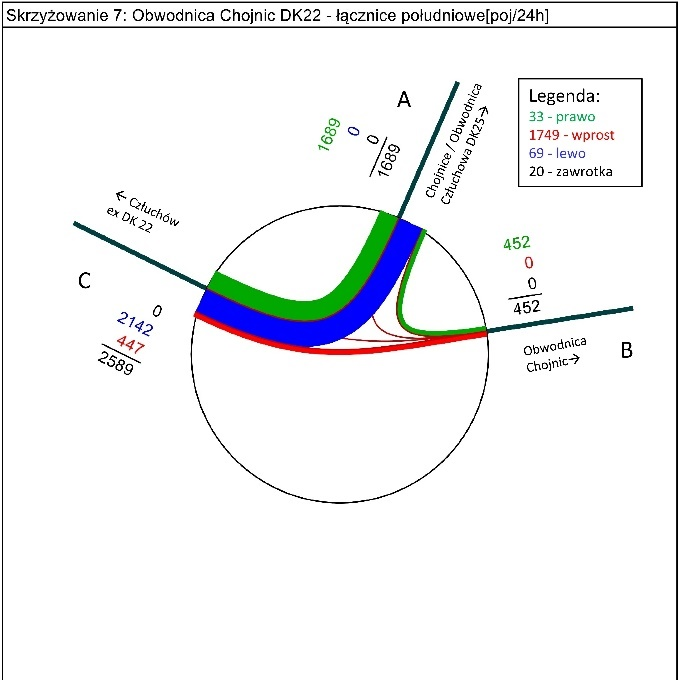 Skrzyżowanie 7: Obwodnica Chojnic DK22 - łącznice południowe[poj/24h]
A
1689
0
0
1689
Chojnice / Obwodnica
Człuchowa DK25→
Legenda:
33 - prawo
1749 - wprost
69 - lewo
20 - zawrotka
← Człuchów
ex DK 22
C
0
2142
447
2589
452
0
0
452
Obwodnica
Chojnic→
B